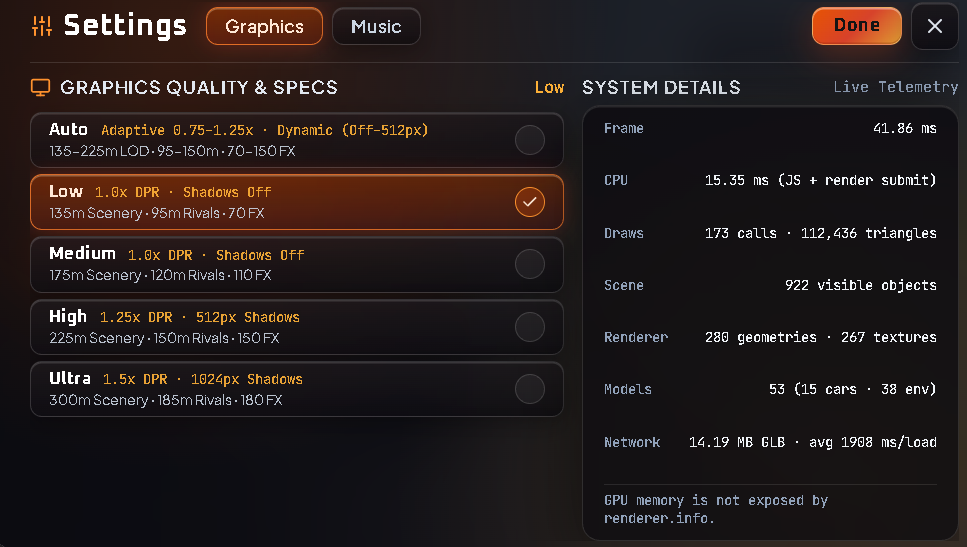 Settings
Graphics
Music
Done
GRAPHICS QUALITY & SPECS
Low
Auto Adaptive 0.75–1.25x · Dynamic (Off–512px)
135–225m LOD · 95–150m · 70–150 FX
Low 1.0x DPR · Shadows Off
135m Scenery · 95m Rivals · 70 FX
Medium 1.0x DPR · Shadows Off
175m Scenery · 120m Rivals · 110 FX
High 1.25x DPR · 512px Shadows
225m Scenery · 150m Rivals · 150 FX
Ultra 1.5x DPR · 1024px Shadows
300m Scenery · 185m Rivals · 180 FX
SYSTEM DETAILS
Live Telemetry
Frame 41.86 ms
CPU 15.35 ms (JS + render submit)
Draws 173 calls · 112,436 triangles
Scene 922 visible objects
Renderer 280 geometries · 267 textures
Models 53 (15 cars · 38 env)
Network 14.19 MB GLB · avg 1908 ms/load
GPU memory is not exposed by
renderer.info.